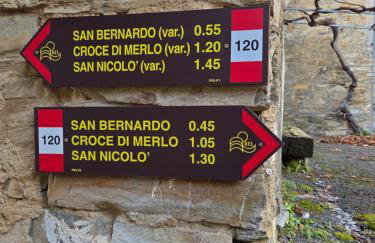 SAN BERNARDO (var.) 0.55
CROCE DI MERLO (var.) 1.20
SAN NICOLO' (var.) 1.45
120
120
SAN BERNARDO 0.45
CROCE DI MERLO 1.05
SAN NICOLO' 1.30